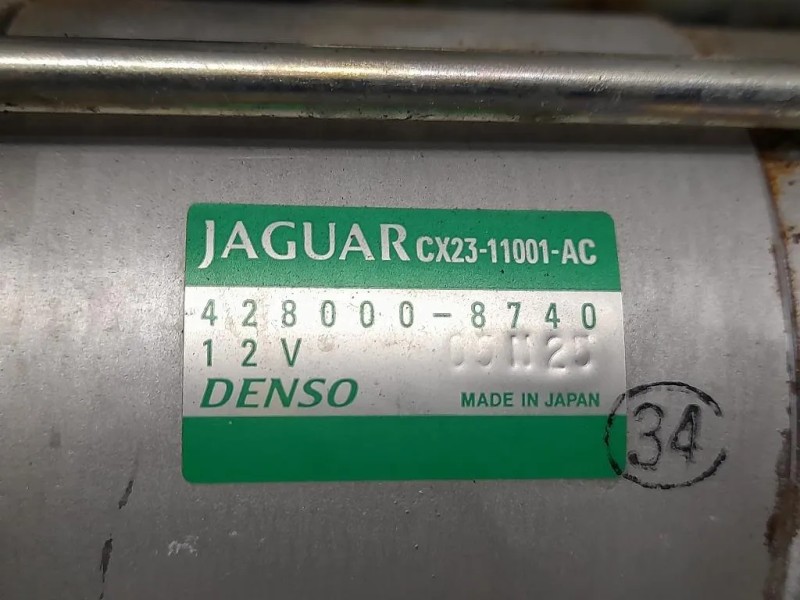 JAGUAR CX23-11001-AC
428000-8740
12V
DENSO MADE IN JAPAN
34